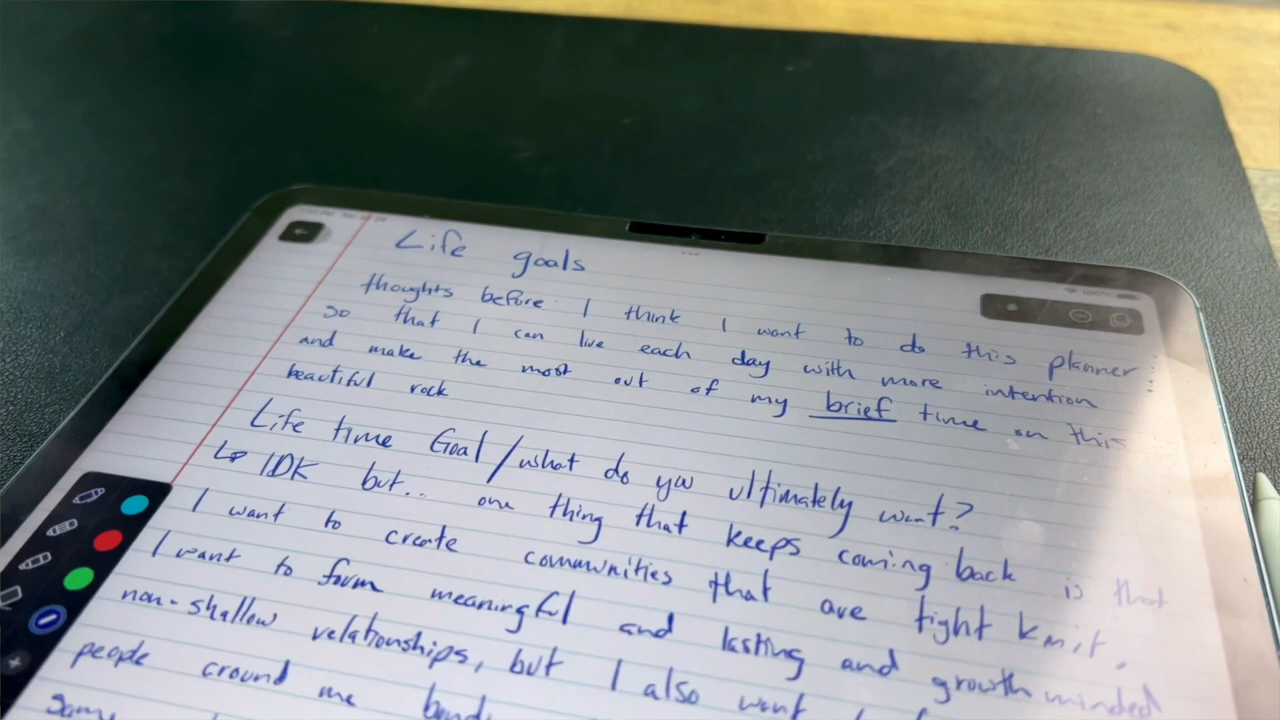 Life goals
thoughts before: I think I want to do this planner
so that I can live each day with more intention
and make the most out of my brief time on this
beautiful rock
Life time Goal/what do you ultimately want?
↳ IDK but... one thing that keeps coming back is that
I want to create communities that are tight knit.
I want to form meaningful and lasting and growth minded
non-shallow relationships, but I also want
people around me
same